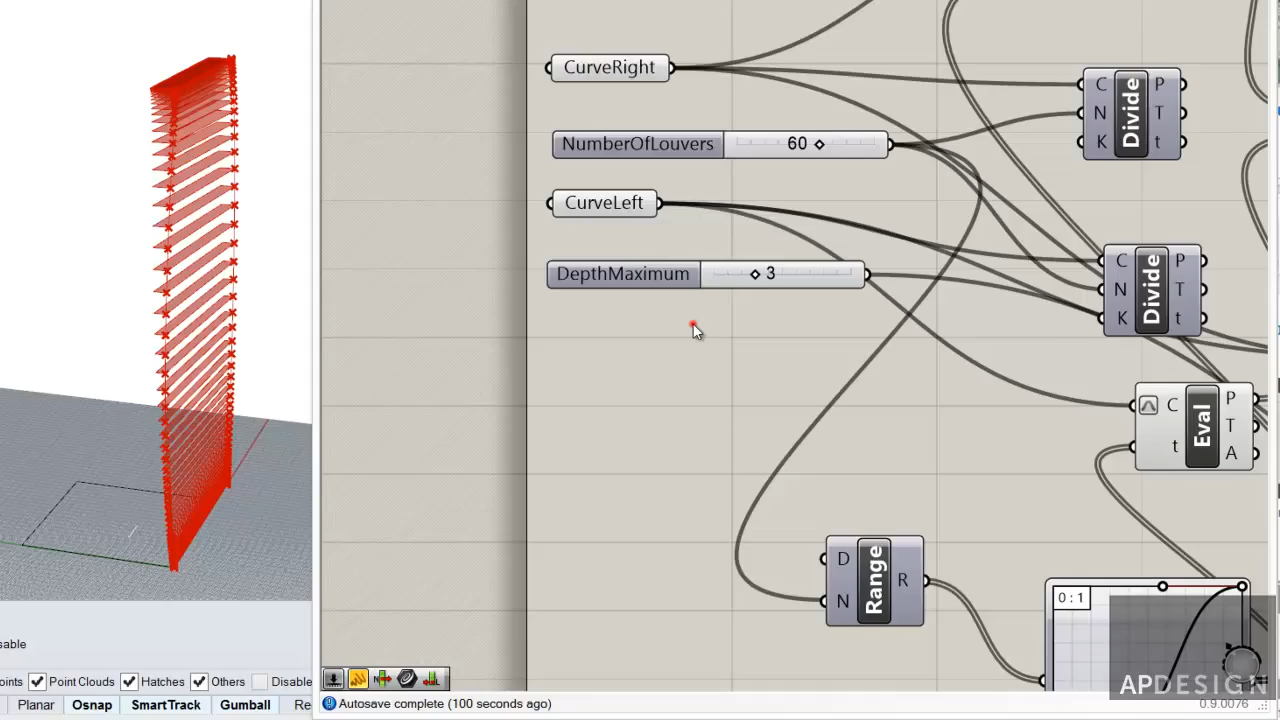 CurveRight
NumberOfLouvers 60
CurveLeft
DepthMaximum 3
C P
N T
K t
Divide
C P
N T
K t
Divide
C P
t T
A
Eval
D R
N
Range
0 : 1
sable
oints Point Clouds Hatches Others Disable
Planar Osnap SmartTrack Gumball Re
Autosave complete (100 seconds ago)
APDESIGN
0.9.0076